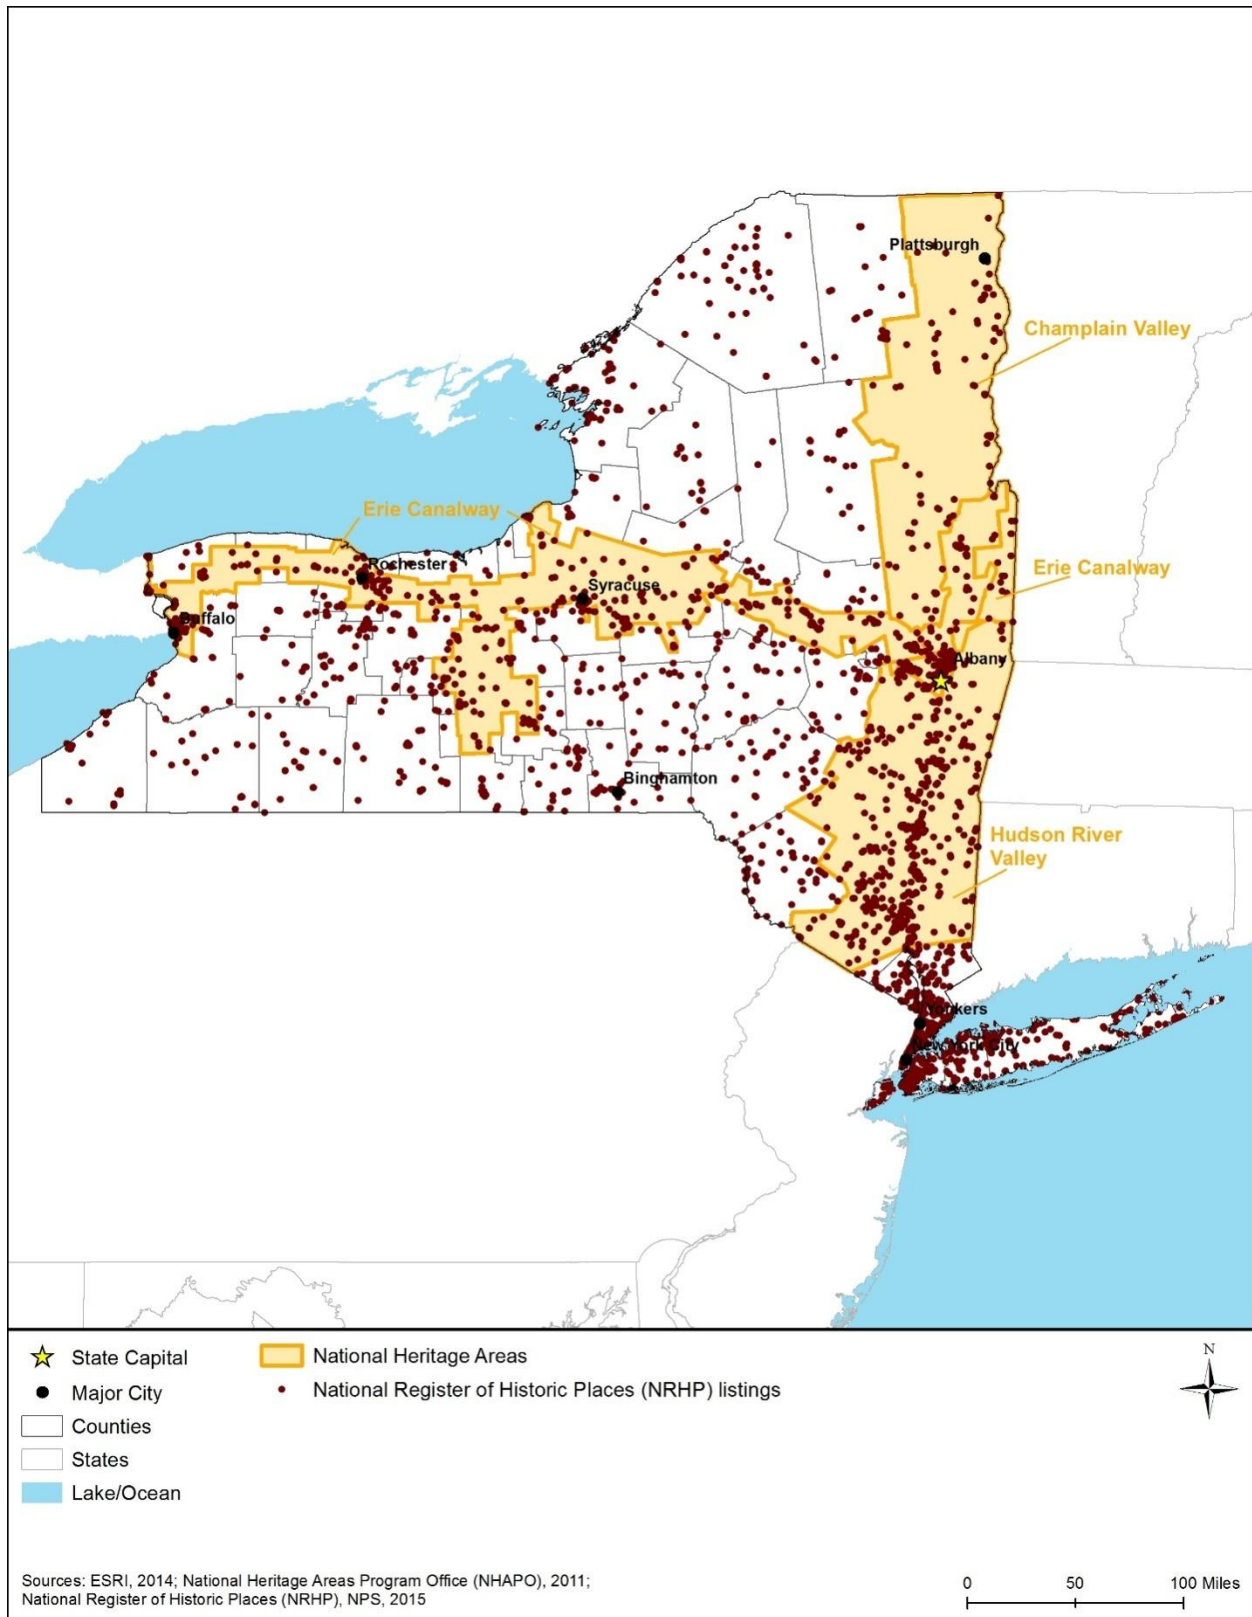 Plattsburgh
Champlain Valley
Erie Canalway
Rochester
Erie Canalway
Syracuse
Buffalo
Albany
Binghamton
Hudson River
Valley
Yonkers
New York City
State Capital
National Heritage Areas
N
Major City
National Register of Historic Places (NRHP) listings
Counties
States
Lake/Ocean
Sources: ESRI, 2014; National Heritage Areas Program Office (NHAPO), 2011;
National Register of Historic Places (NRHP), NPS, 2015
0 50 100 Miles